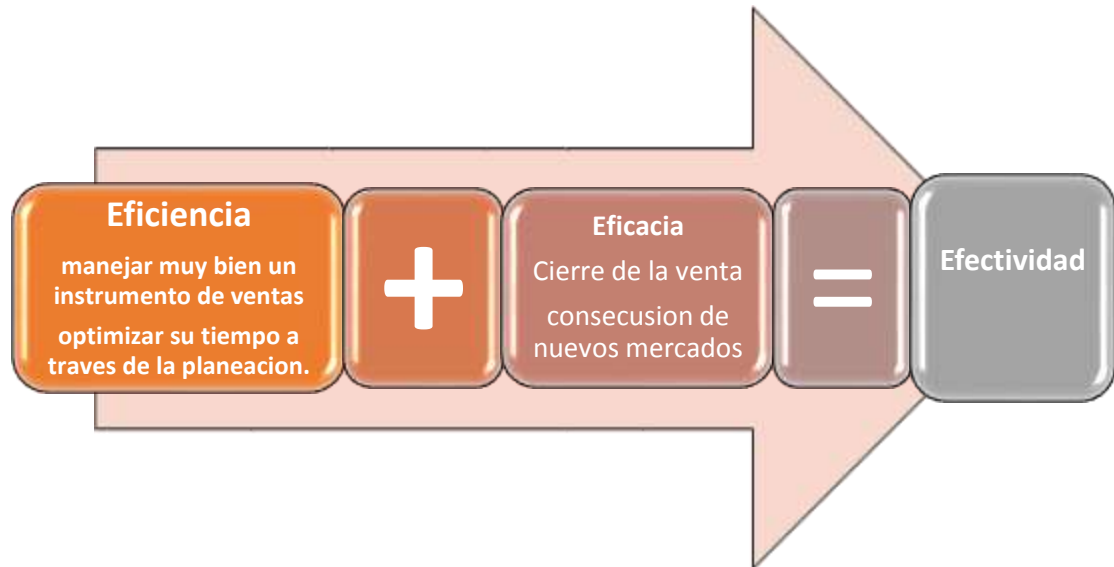 Eficiencia
manejar muy bien un
instrumento de ventas
optimizar su tiempo a
traves de la planeacion.
+
Eficacia
Cierre de la venta
consecusion de
nuevos mercados
=
Efectividad